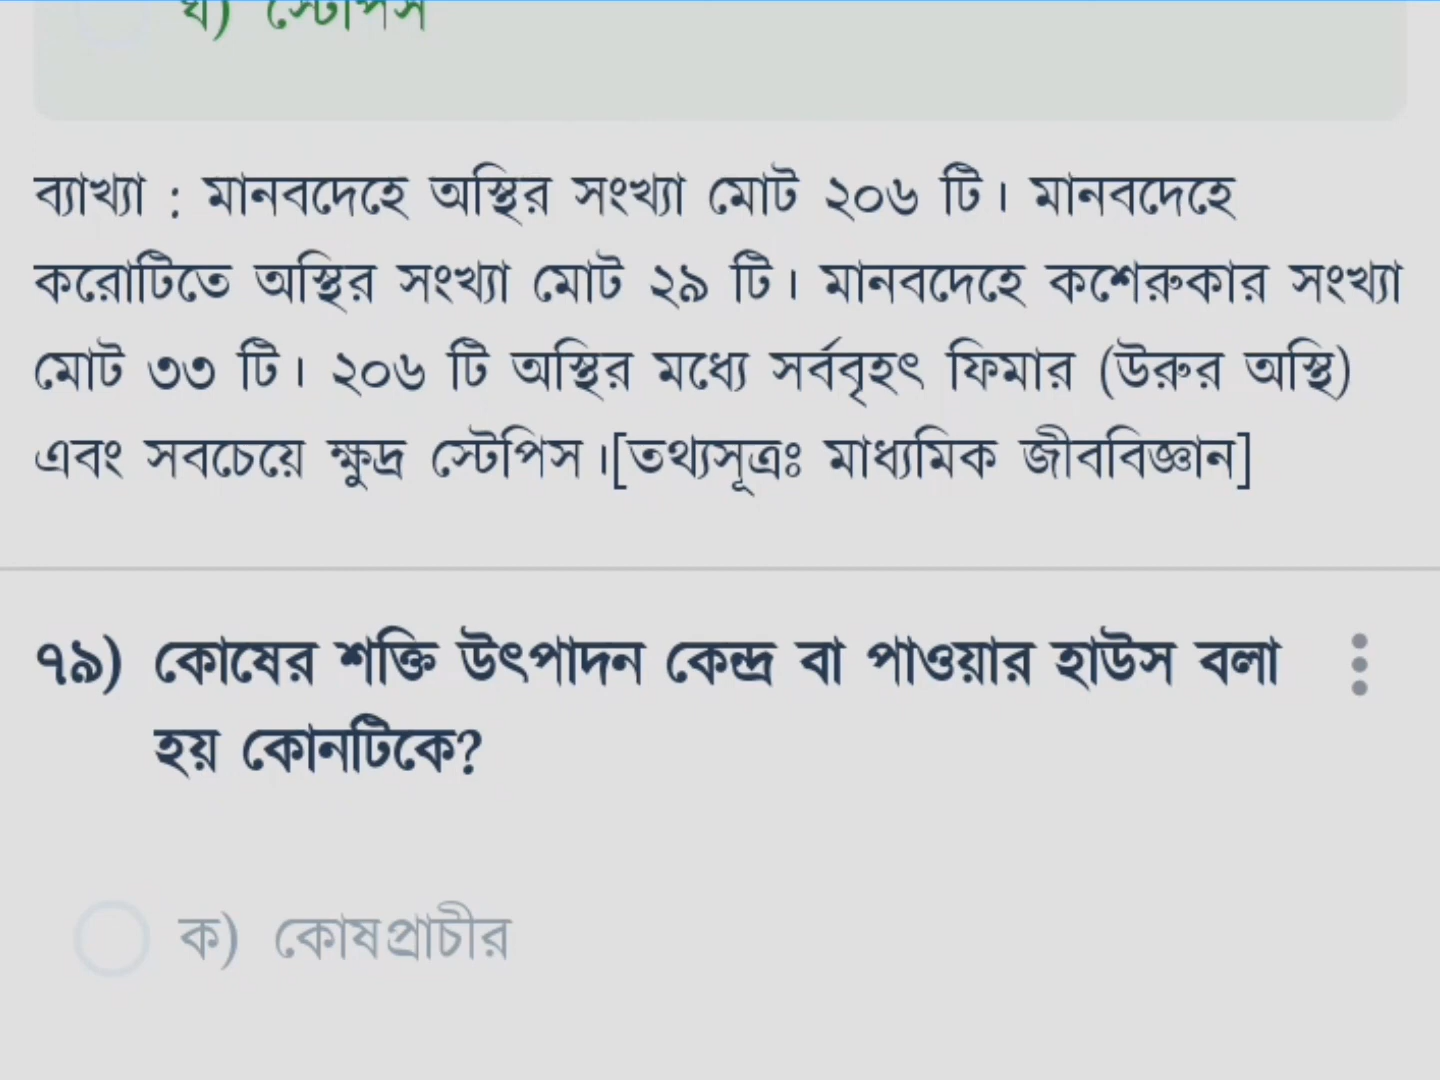 ঘ) স্টেপিস
ব্যাখ্যা : মানবদেহে অস্থির সংখ্যা মোট ২০৬ টি। মানবদেহে
করোটিতে অস্থির সংখ্যা মোট ২৯ টি। মানবদেহে কশেরুকার সংখ্যা
মোট ৩৩ টি। ২০৬ টি অস্থির মধ্যে সর্ববৃহৎ ফিমার (উরুর অস্থি)
এবং সবচেয়ে ক্ষুদ্র স্টেপিস।[তথ্যসূত্রঃ মাধ্যমিক জীববিজ্ঞান]
৭৯) কোষের শক্তি উৎপাদন কেন্দ্র বা পাওয়ার হাউস বলা
হয় কোনটিকে?
ক) কোষপ্রাচীর